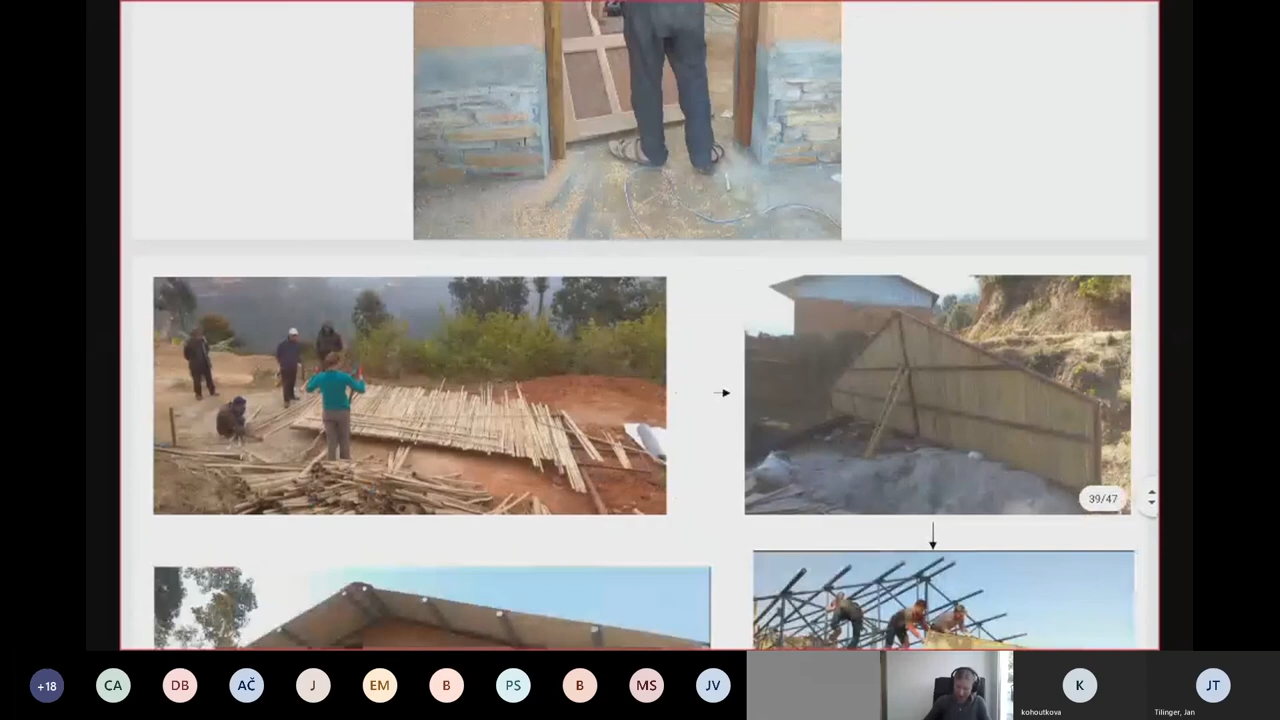 39/47
+18
CA
DB
AČ
J
EM
B
PS
B
MS
JV
K
JT
kohoutkova
Tilinger, Jan